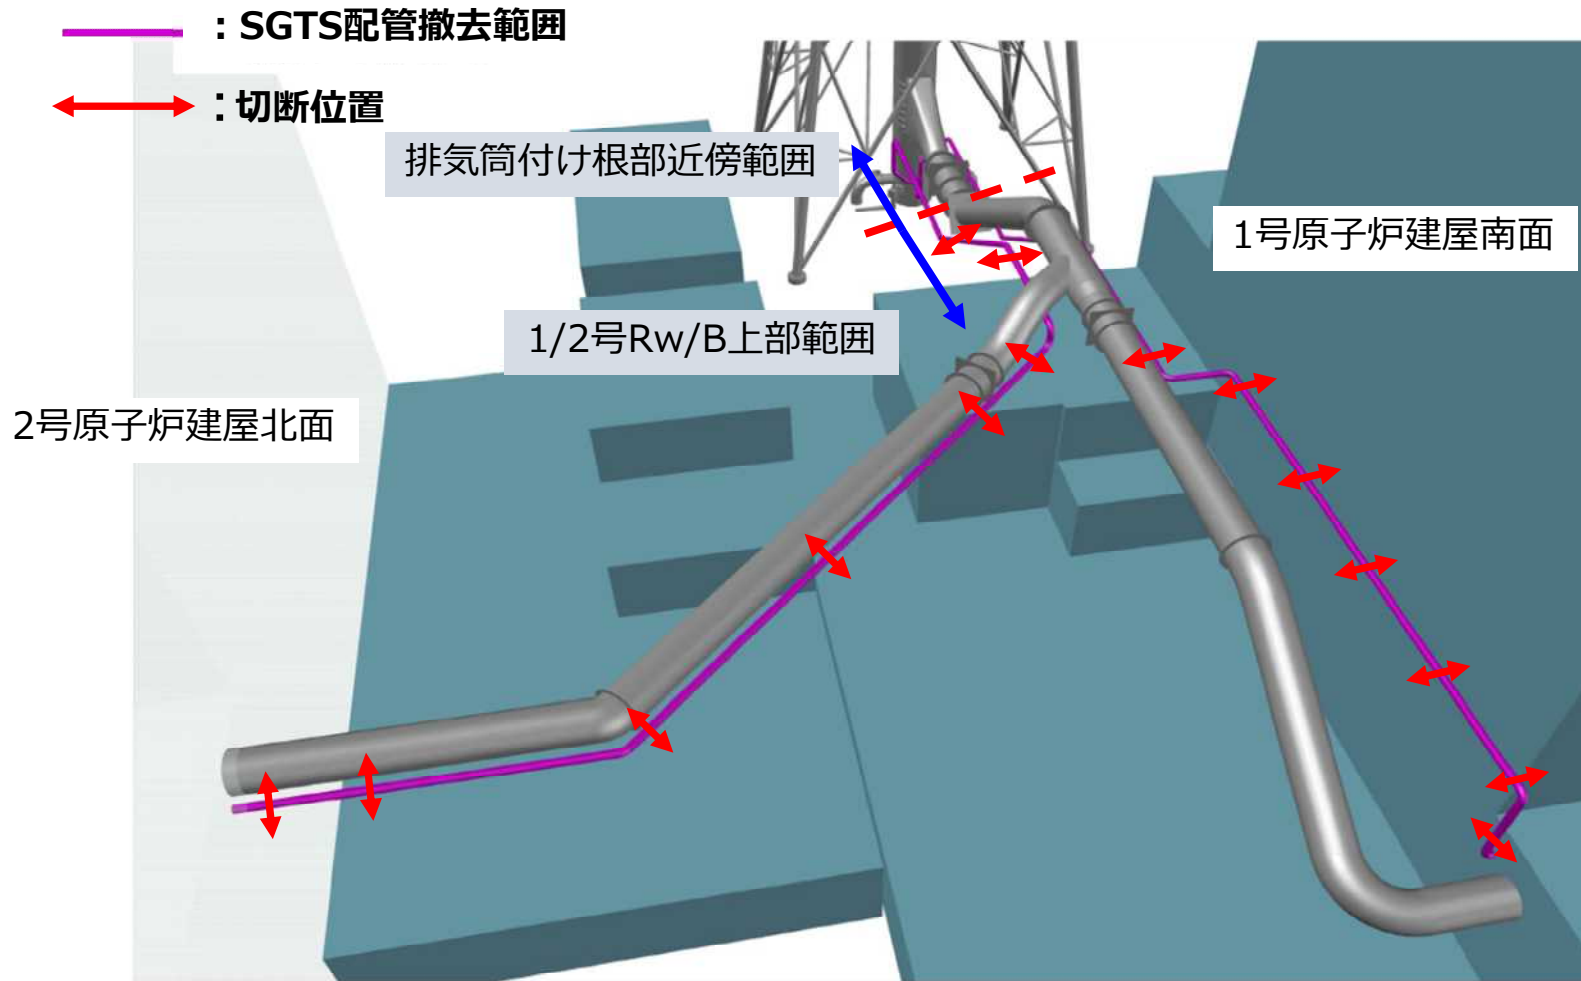 ：SGTS配管撤去範囲
：切断位置
排気筒付け根部近傍範囲
1号原子炉建屋南面
1/2号Rw/B上部範囲
2号原子炉建屋北面